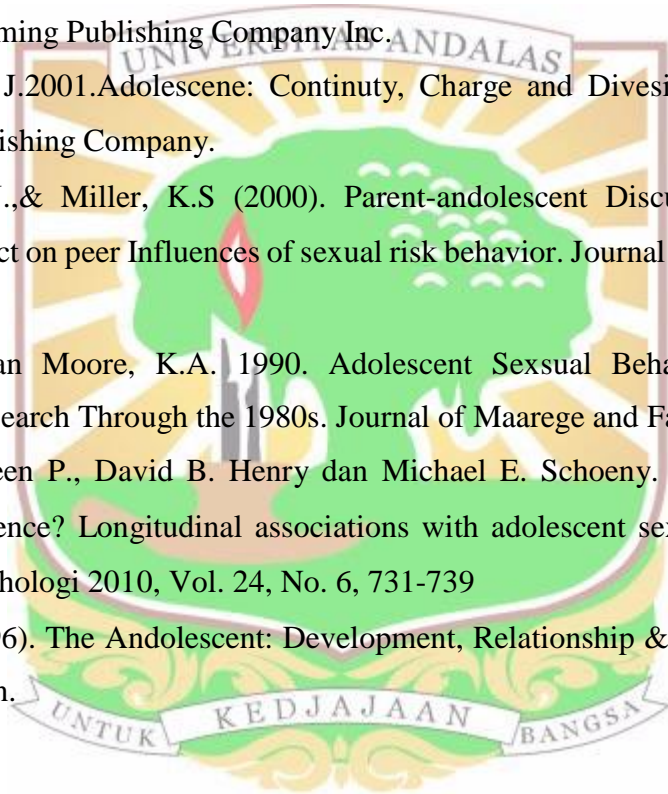 ming Publishing Company Inc.
UNIVERSITAS ANDALAS
J.2001.Adolescene: Continuty, Charge and Divesi
lishing Company.
.,& Miller, K.S (2000). Parent-andolescent Discu
ct on peer Influences of sexual risk behavior. Journal
an Moore, K.A. 1990. Adolescent Sexsual Beha
earch Through the 1980s. Journal of Maarege and Fa
een P., David B. Henry dan Michael E. Schoeny.
ence? Longitudinal associations with adolescent se
hologi 2010, Vol. 24, No. 6, 731-739
96). The Andolescent: Development, Relationship &
n.
UNTUK KEDJAJAAN BANGSA